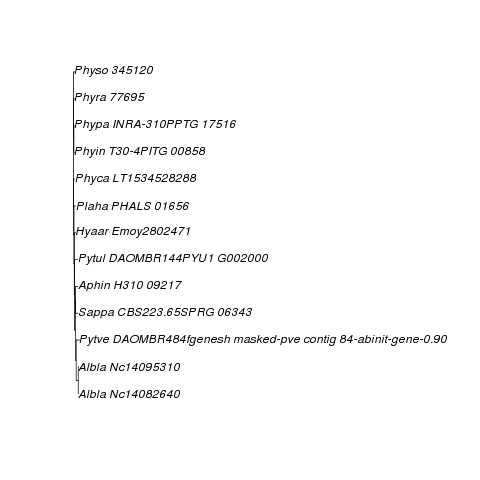 Physo 345120
Phyra 77695
Phypa INRA-310PPTG 17516
Phyin T30-4PITG 00858
Phyca LT1534528288
Plaha PHALS 01656
Hyaar Emoy2802471
Pytul DAOMBR144PYU1 G002000
Aphin H310 09217
Sappa CBS223.65SPRG 06343
Pytve DAOMBR484fgenesh masked-pve contig 84-abinit-gene-0.90
Albla Nc14095310
Albla Nc14082640